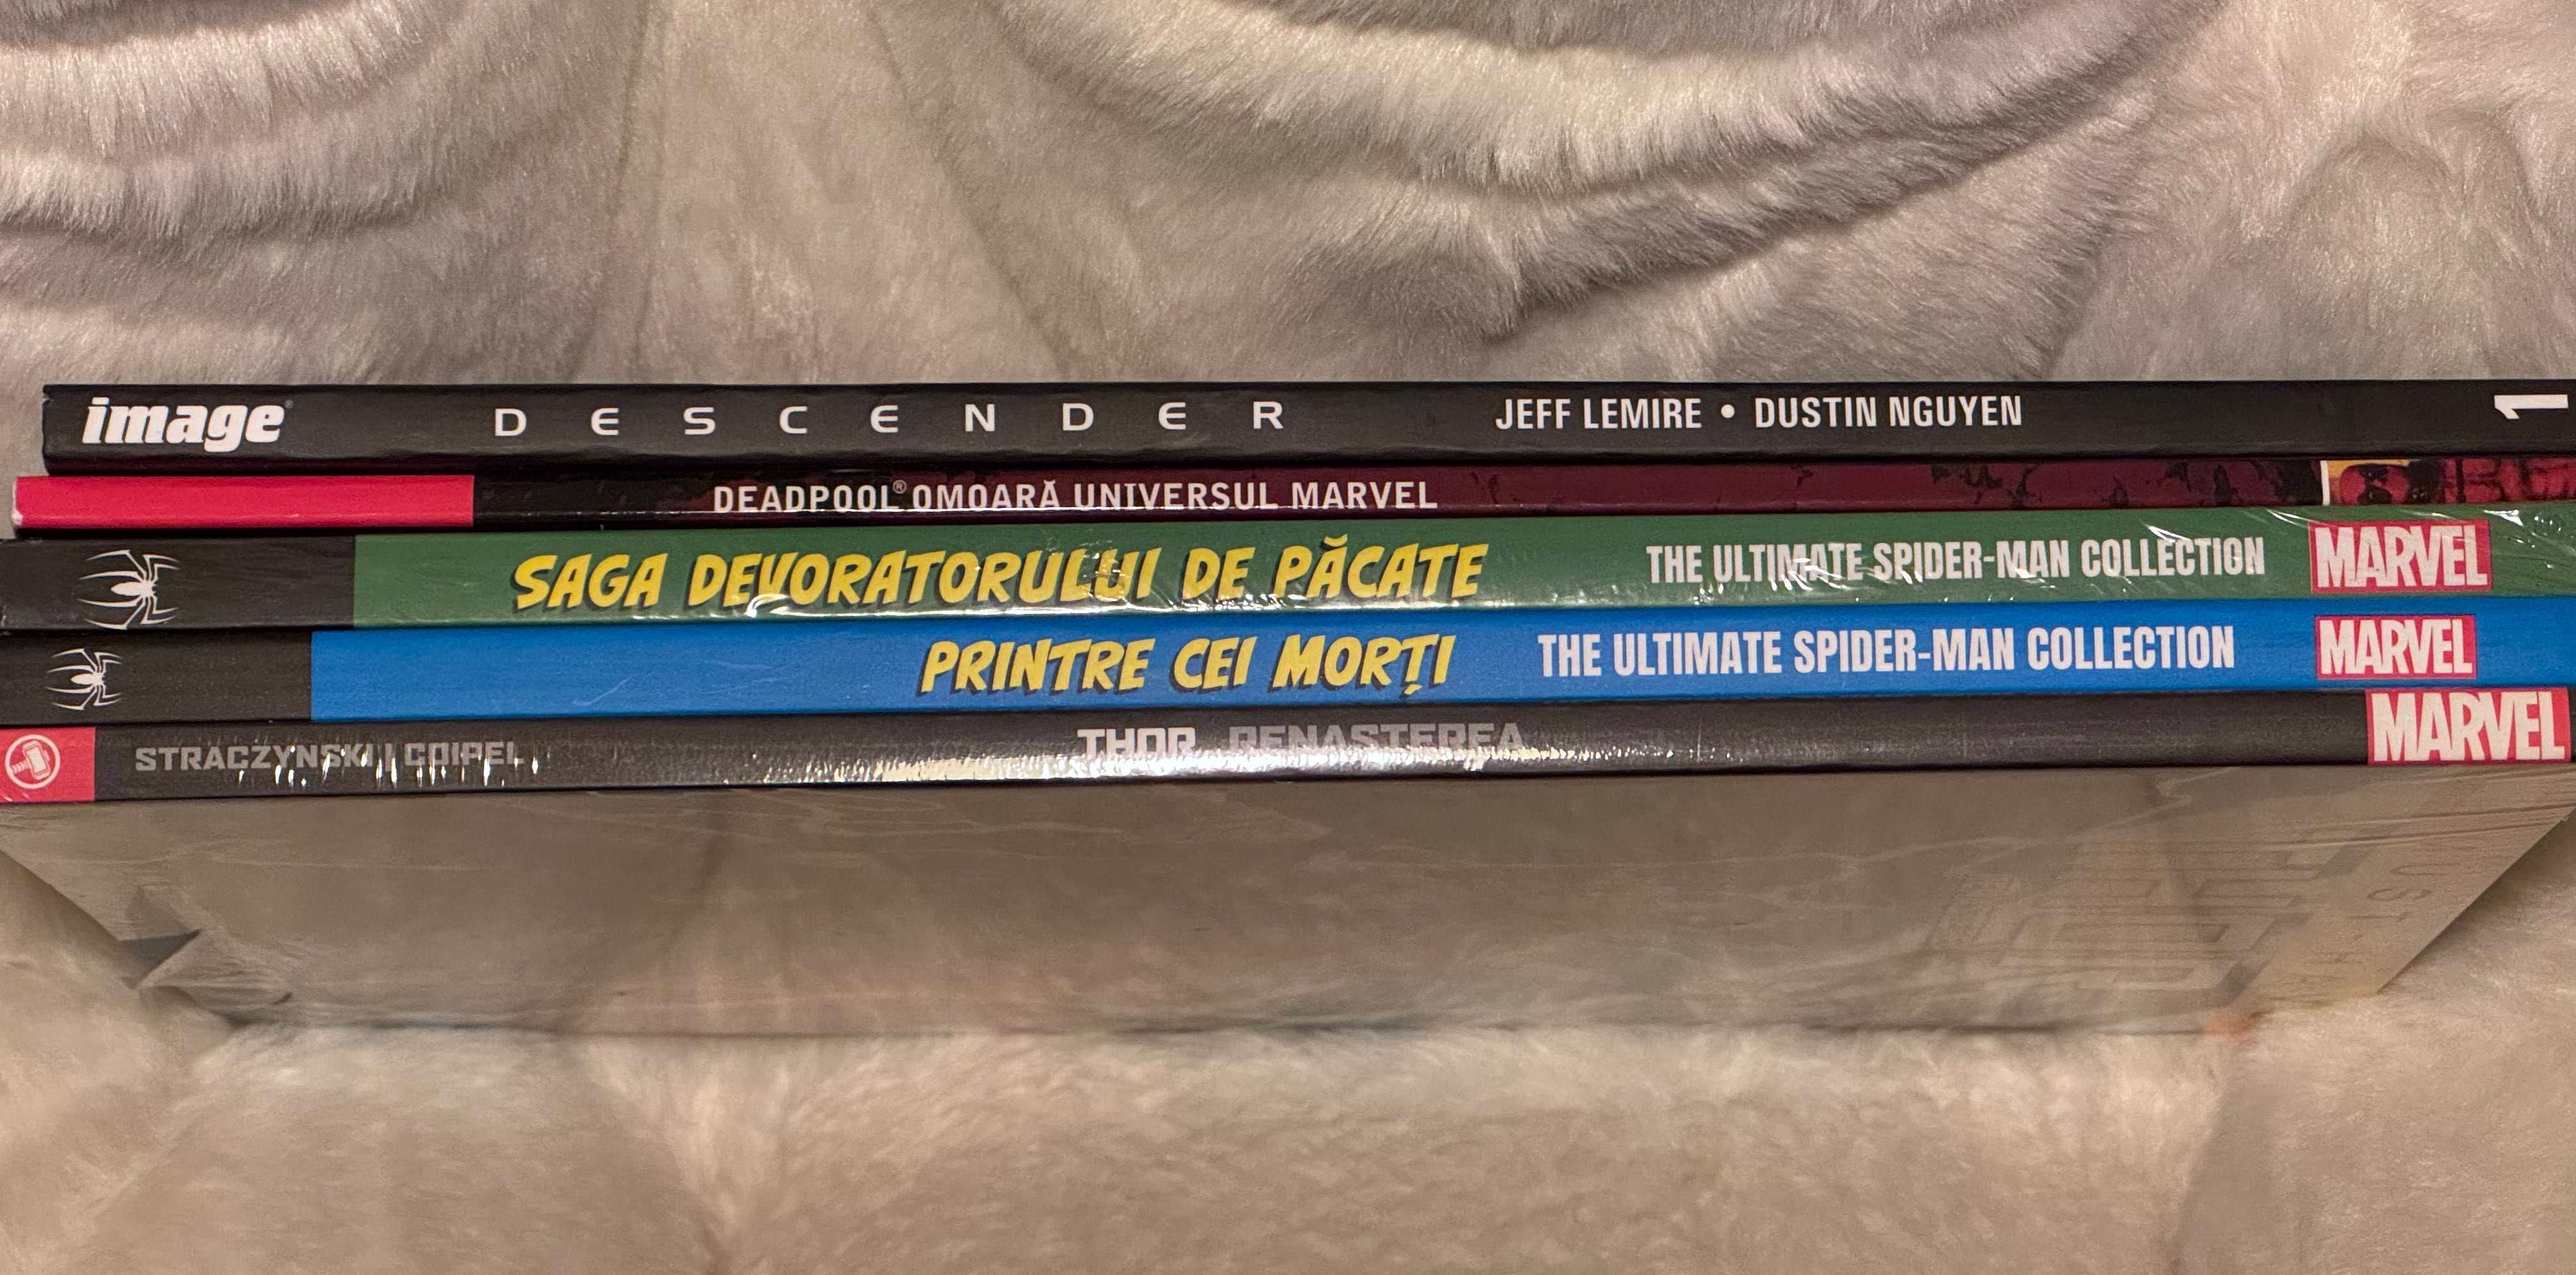 image® DESCENDER JEFF LEMIRE • DUSTIN NGUYEN 1
DEADPOOL® OMOARĂ UNIVERSUL MARVEL
SAGA DEVORATORULUI DE PĂCATE THE ULTIMATE SPIDER-MAN COLLECTION MARVEL
PRINTRE CEI MORȚI THE ULTIMATE SPIDER-MAN COLLECTION MARVEL
STRACZYNSKI | COIPEL THOR RENASTEREA MARVEL